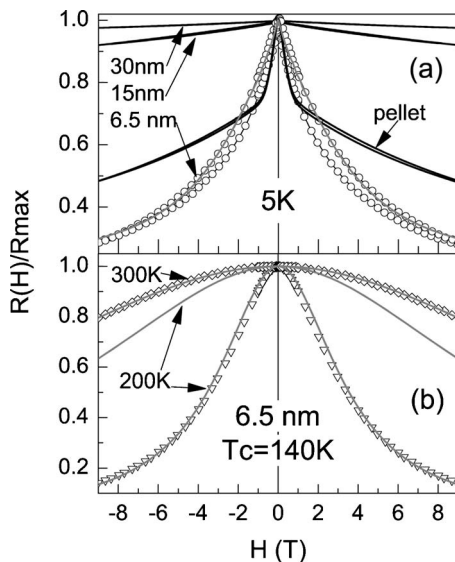 1.0
(a)
30nm
15nm
6.5 nm
0.8
pellet
0.6
5K
0.4
1.0
300K
0.8
(b)
200K
0.6
6.5 nm
0.4
Tc=140K
0.2
-8 -6 -4 -2 0 2 4 6 8
H (T)
R(H)/Rmax